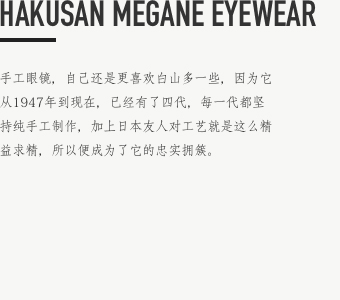 HAKUSAN MEGANE EYEWEAR
手工眼镜，自己还是更喜欢白山多一些，因为它
从1947年到现在，已经有了四代，每一代都坚
持纯手工制作，加上日本友人对工艺就是这么精
益求精，所以便成为了它的忠实拥簇。